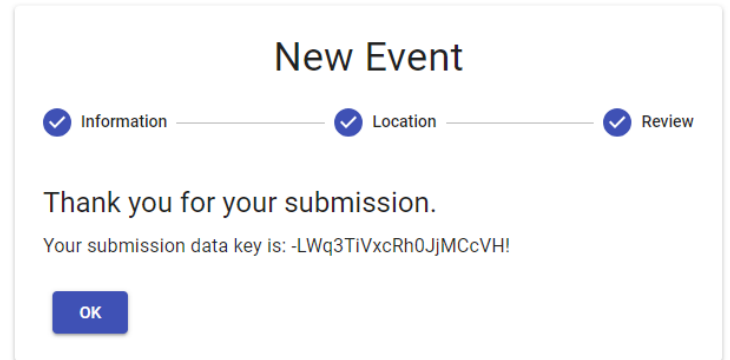 New Event
Information Location Review
Thank you for your submission.
Your submission data key is: -LWq3TiVxcRh0JjMCcVH!
OK